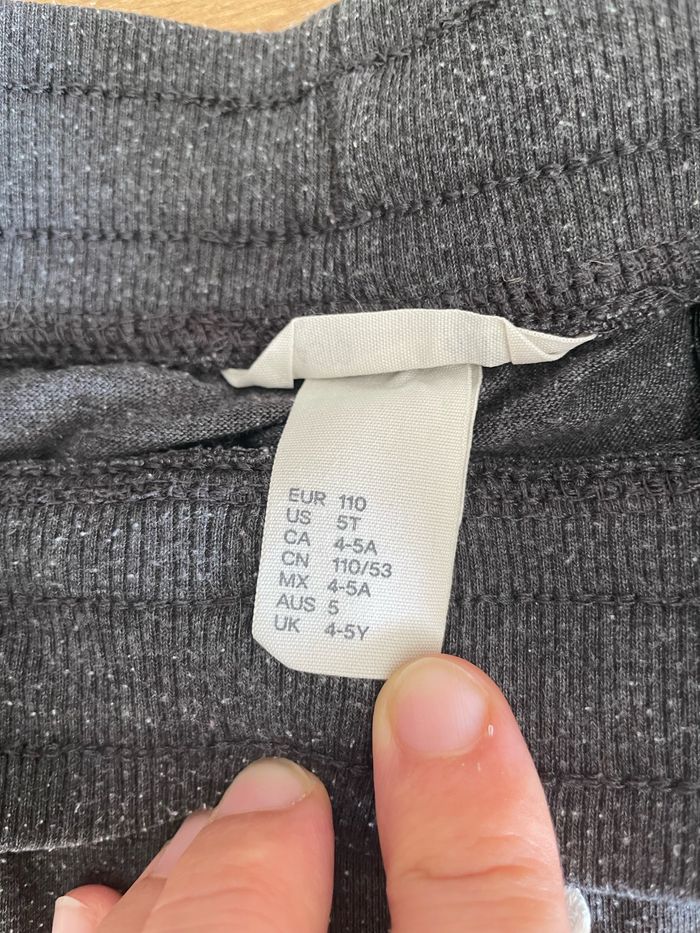 EUR 110
US 5T
CA 4-5A
CN 110/53
MX 4-5A
AUS 5
UK 4-5Y